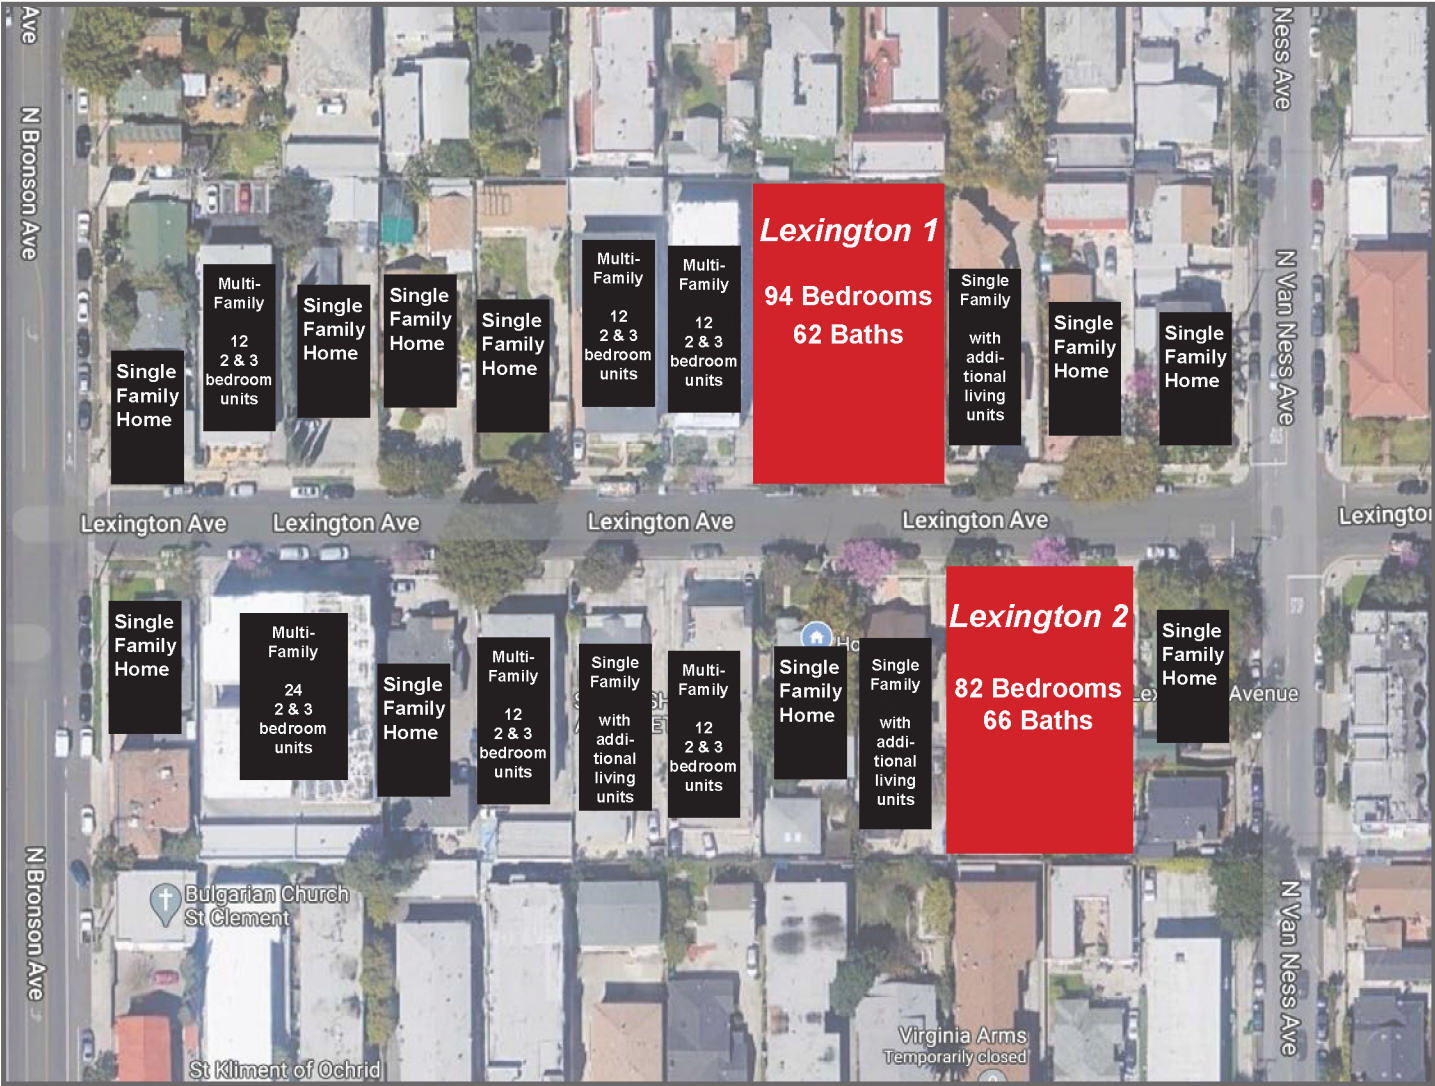 Ave
N Bronson Ave
Ness Ave
N Van Ness Ave
Single
Family
Home
Multi-
Family
12
2 & 3
bedroom
units
Single
Family
Home
Single
Family
Home
Single
Family
Home
Multi-
Family
12
2 & 3
bedroom
units
Multi-
Family
12
2 & 3
bedroom
units
Lexington 1
94 Bedrooms
62 Baths
Single
Family
with
addi-
tional
living
units
Single
Family
Home
Single
Family
Home
Lexington Ave
Lexington Ave
Lexington Ave
Lexington Ave
Lexington
Single
Family
Home
Multi-
Family
24
2 & 3
bedroom
units
Single
Family
Home
Multi-
Family
12
2 & 3
bedroom
units
Single
Family
with
addi-
tional
living
units
Multi-
Family
12
2 & 3
bedroom
units
Ho
Single
Family
Home
Single
Family
with
addi-
tional
living
units
Lexington 2
82 Bedrooms
66 Baths
Single
Family
Home
Lex
Avenue
N Bronson Ave
Bulgarian Church
St Clement
N Van Ness Ave
Virginia Arms
Temporarily closed
St Kliment of Ochrid